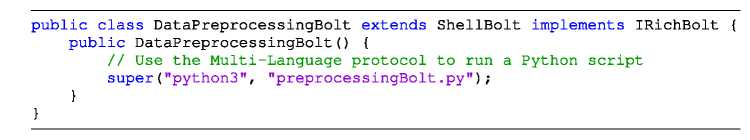 public class DataPreprocessingBolt extends ShellBolt implements IRichBolt {
    public DataPreprocessingBolt() {
        // Use the Multi-Language protocol to run a Python script
        super("python3", "preprocessingBolt.py");
    }
}